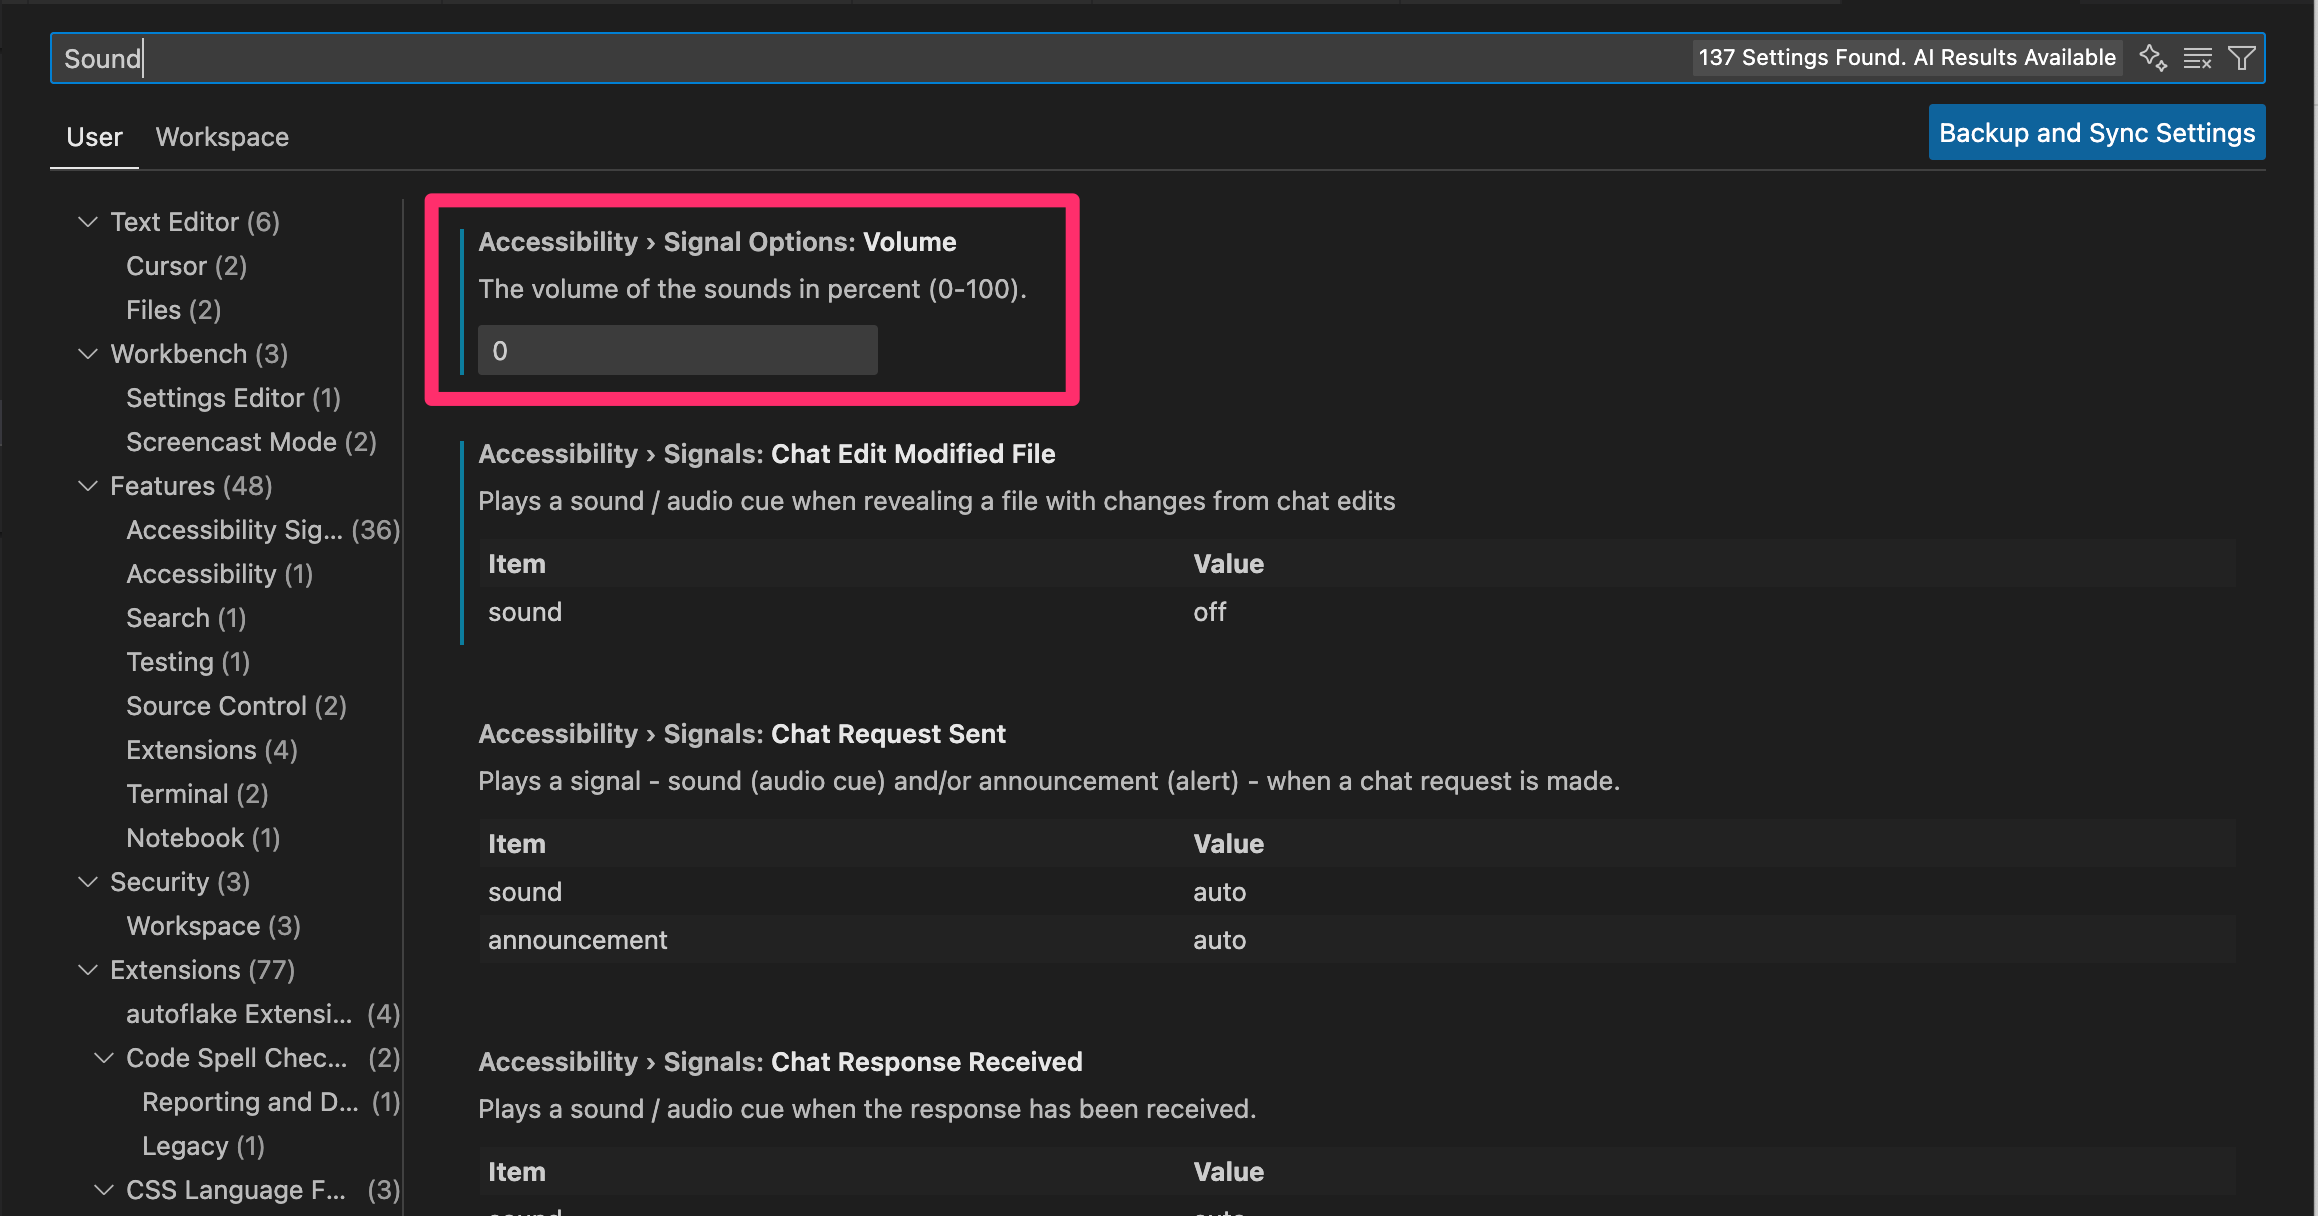 Sound
137 Settings Found. AI Results Available
User
Workspace
Backup and Sync Settings
Text Editor (6)
Cursor (2)
Files (2)
Workbench (3)
Settings Editor (1)
Screencast Mode (2)
Features (48)
Accessibility Sig... (36)
Accessibility (1)
Search (1)
Testing (1)
Source Control (2)
Extensions (4)
Terminal (2)
Notebook (1)
Security (3)
Workspace (3)
Extensions (77)
autoflake Extensi... (4)
Code Spell Chec... (2)
Reporting and D... (1)
Legacy (1)
CSS Language F... (3)
Accessibility › Signal Options: Volume
The volume of the sounds in percent (0-100).
0
Accessibility › Signals: Chat Edit Modified File
Plays a sound / audio cue when revealing a file with changes from chat edits
Item Value
sound off
Accessibility › Signals: Chat Request Sent
Plays a signal - sound (audio cue) and/or announcement (alert) - when a chat request is made.
Item Value
sound auto
announcement auto
Accessibility › Signals: Chat Response Received
Plays a sound / audio cue when the response has been received.
Item Value
sound auto